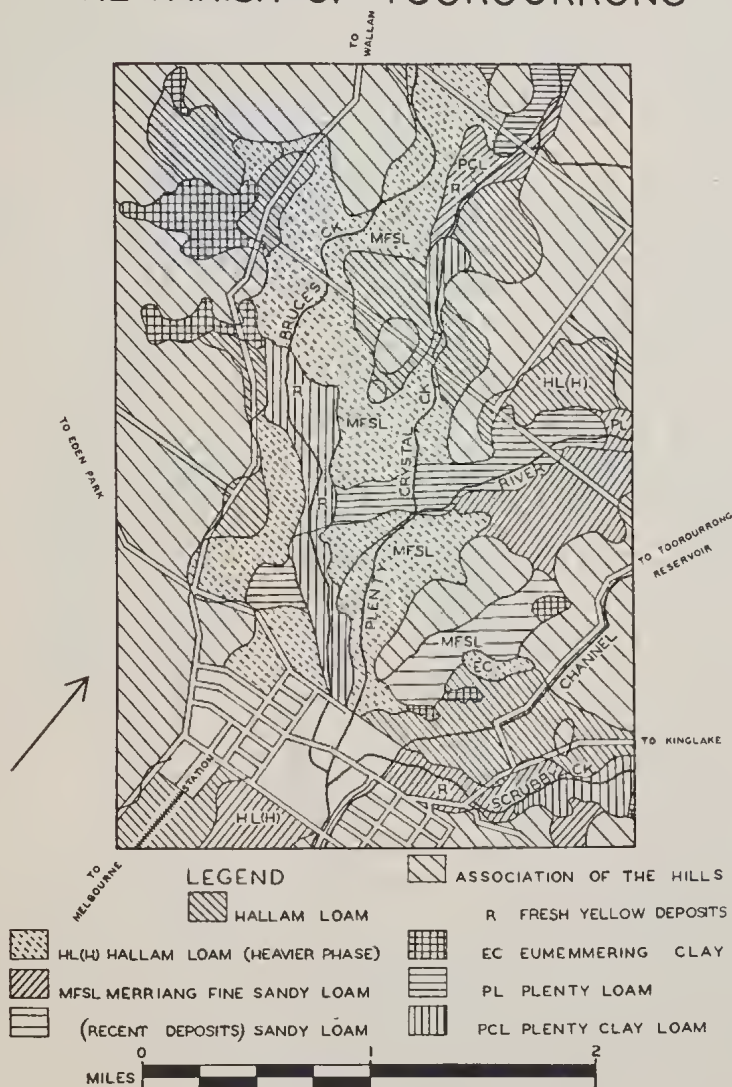 PARISH OF TOOROURRONG
TO WALLAN
PCL
R
CK
MFSL
BRUCE'S
HL(H)
R
MFSL
CK
PL
TO EDEN PARK
CRYSTAL
RIVER
R
MFSL
TO TOOROURRONG
RESERVOIR
PLENTY
MFSL
EC
CHANNEL
TO KINGLAKE
STATION
R
SCRUBBY CK
HL(H)
TO MELBOURNE
LEGEND
ASSOCIATION OF THE HILLS
HALLAM LOAM
R FRESH YELLOW DEPOSITS
HL(H) HALLAM LOAM (HEAVIER PHASE)
EC EUMEMMERING CLAY
MFSL MERRIANG FINE SANDY LOAM
PL PLENTY LOAM
(RECENT DEPOSITS) SANDY LOAM
PCL PLENTY CLAY LOAM
0 1 2
MILES